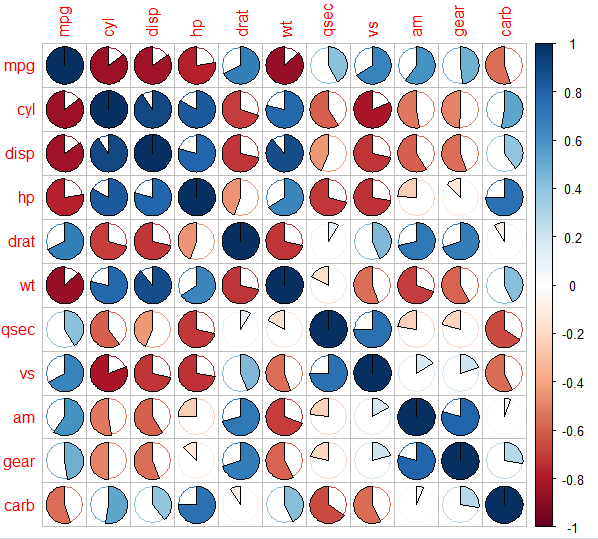 mpg cyl disp hp drat wt qsec vs am gear carb
mpg
cyl
disp
hp
drat
wt
qsec
vs
am
gear
carb
1
0.8
0.6
0.4
0.2
0
-0.2
-0.4
-0.6
-0.8
-1